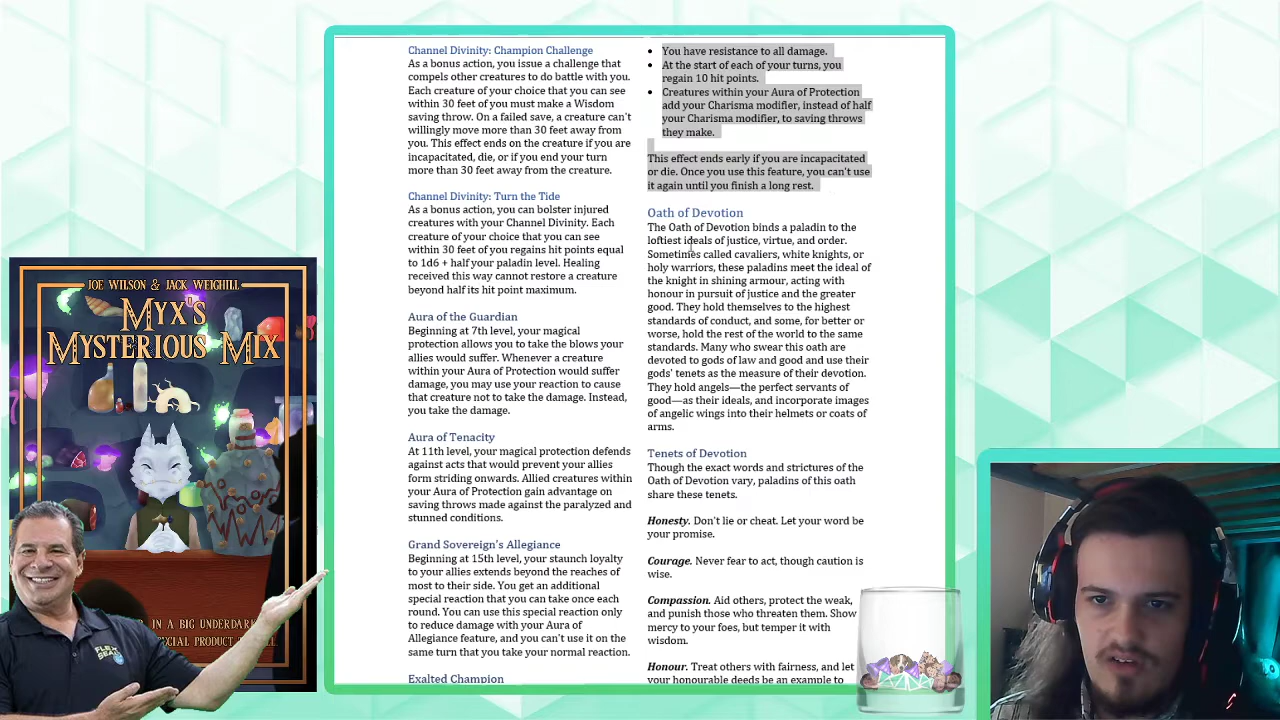 JOE WILSON & JACK WEIGHILL
MYX'S
MYSTERIOUS MIX
IN A BIG UNDERDARK
FLEX
SEAL
Channel Divinity: Champion Challenge
As a bonus action, you issue a challenge that
compels other creatures to do battle with you.
Each creature of your choice that you can see
within 30 feet of you must make a Wisdom
saving throw. On a failed save, a creature can't
willingly move more than 30 feet away from
you. This effect ends on the creature if you are
incapacitated, die, or if you end your turn
more than 30 feet away from the creature.
Channel Divinity: Turn the Tide
As a bonus action, you can bolster injured
creatures with your Channel Divinity. Each
creature of your choice that you can see
within 30 feet of you regains hit points equal
to 1d6 + half your paladin level. Healing
received this way cannot restore a creature
beyond half its hit point maximum.
Aura of the Guardian
Beginning at 7th level, your magical
protection allows you to take the blows your
allies would suffer. Whenever a creature
within your Aura of Protection would suffer
damage, you may use your reaction to cause
that creature not to take the damage. Instead,
you take the damage.
Aura of Tenacity
At 11th level, your magical protection defends
against acts that would prevent your allies
form striding onwards. Allied creatures within
your Aura of Protection gain advantage on
saving throws made against the paralyzed and
stunned conditions.
Grand Sovereign's Allegiance
Beginning at 15th level, your staunch loyalty
to your allies extends beyond the reaches of
most to their side. You get an additional
special reaction that you can take once each
round. You can use this special reaction only
to reduce damage with your Aura of
Allegiance feature, and you can't use it on the
same turn that you take your normal reaction.
Exalted Champion
• You have resistance to all damage.
• At the start of each of your turns, you
regain 10 hit points.
• Creatures within your Aura of Protection
add your Charisma modifier, instead of half
your Charisma modifier, to saving throws
they make.
This effect ends early if you are incapacitated
or die. Once you use this feature, you can't use
it again until you finish a long rest.
Oath of Devotion
The Oath of Devotion binds a paladin to the
loftiest ideals of justice, virtue, and order.
Sometimes called cavaliers, white knights, or
holy warriors, these paladins meet the ideal of
the knight in shining armour, acting with
honour in pursuit of justice and the greater
good. They hold themselves to the highest
standards of conduct, and some, for better or
worse, hold the rest of the world to the same
standards. Many who swear this oath are
devoted to gods of law and good and use their
gods' tenets as the measure of their devotion.
They hold angels—the perfect servants of
good—as their ideals, and incorporate images
of angelic wings into their helmets or coats of
arms.
Tenets of Devotion
Though the exact words and strictures of the
Oath of Devotion vary, paladins of this oath
share these tenets.
Honesty. Don't lie or cheat. Let your word be
your promise.
Courage. Never fear to act, though caution is
wise.
Compassion. Aid others, protect the weak,
and punish those who threaten them. Show
mercy to your foes, but temper it with
wisdom.
Honour. Treat others with fairness, and let
your honourable deeds be an example to